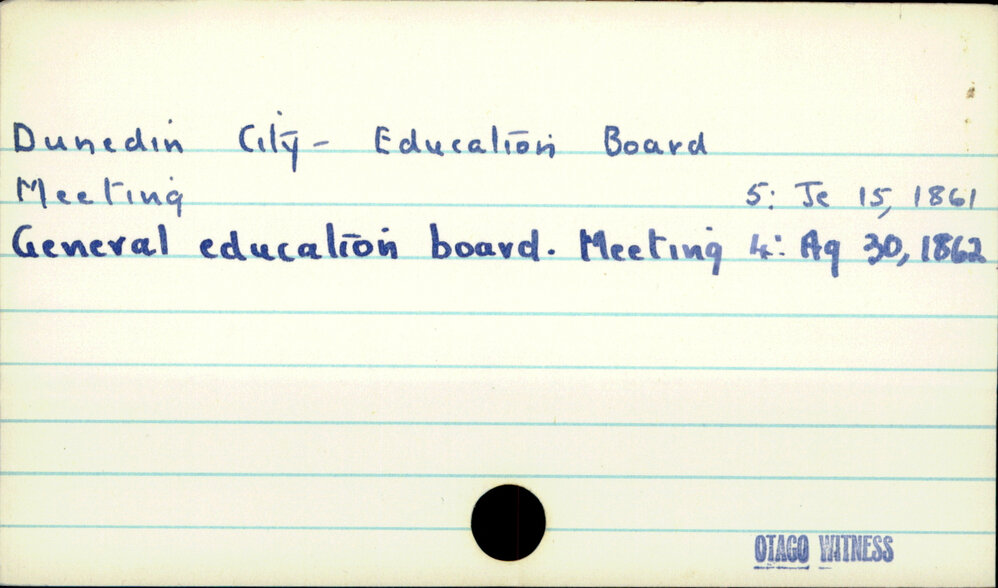 Dunedin City - Education Board
Meeting 5: Je 15, 1861
General education board. Meeting 4: Ag 30, 1862
OTAGO WITNESS